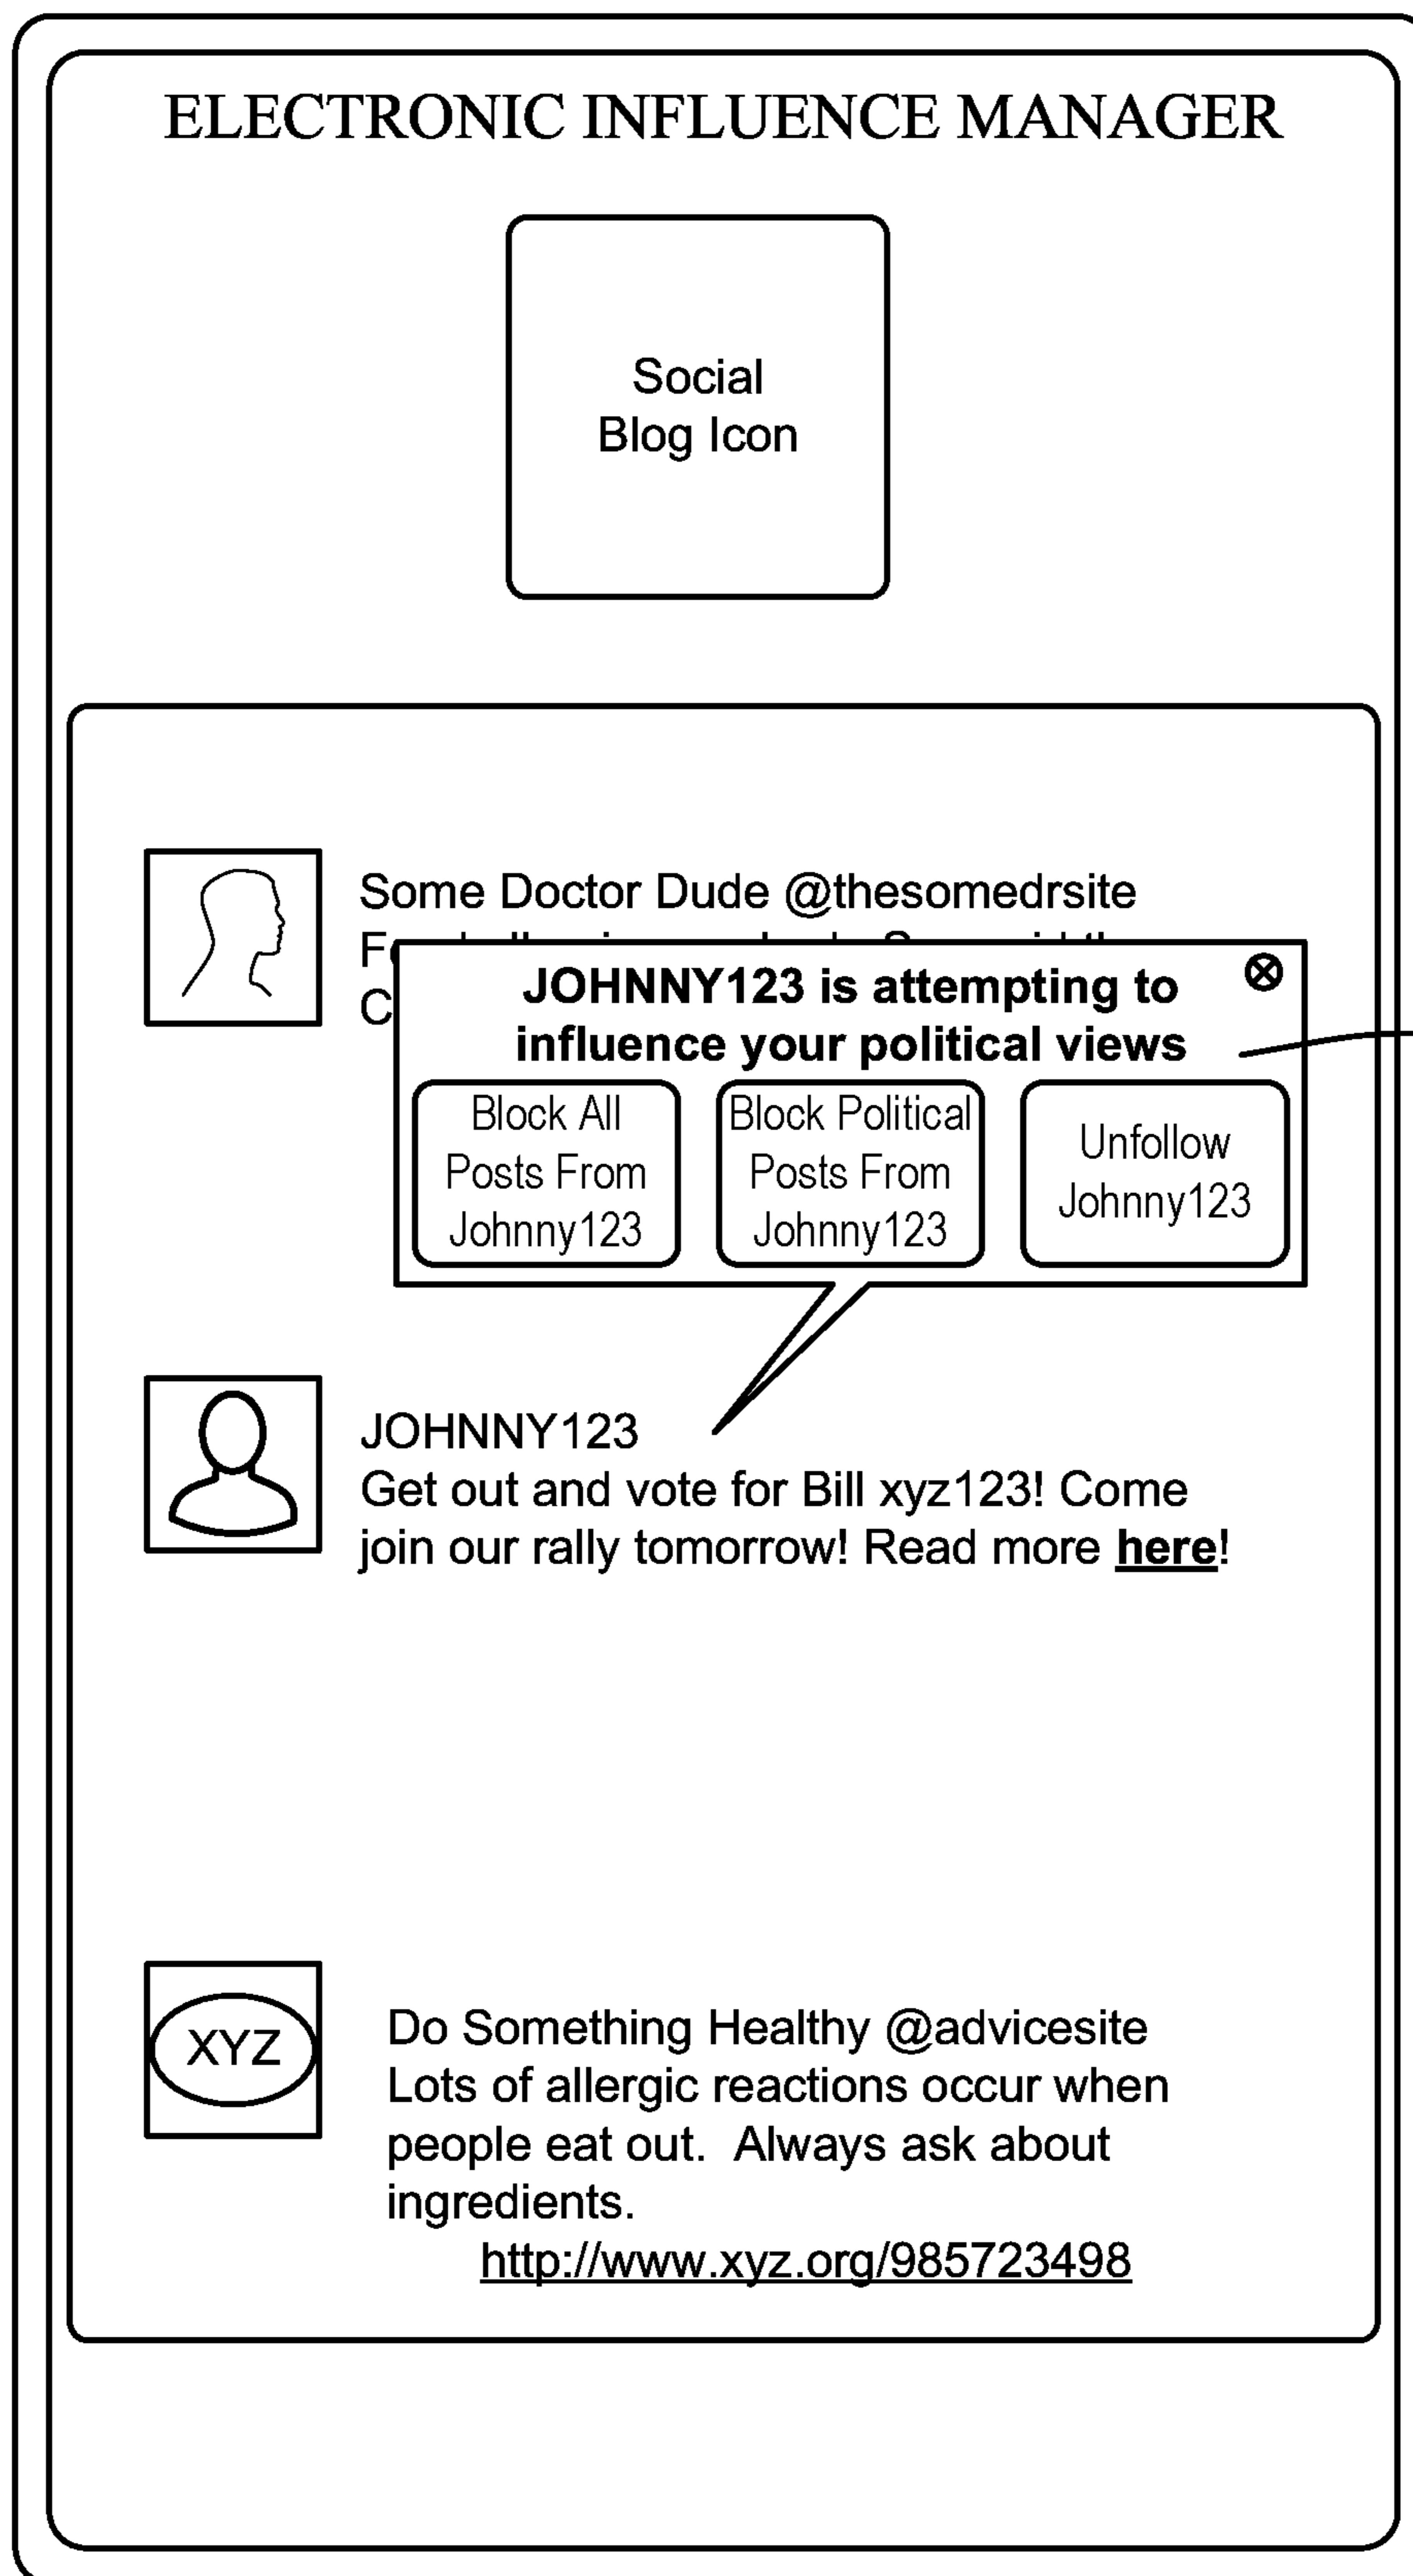 ELECTRONIC INFLUENCE MANAGER
Social
Blog Icon
Some Doctor Dude @thesomedrsite
JOHNNY123 is attempting to
influence your political views
Block All
Posts From
Johnny123
Block Political
Posts From
Johnny123
Unfollow
Johnny123
JOHNNY123
Get out and vote for Bill xyz123! Come
join our rally tomorrow! Read more here!
XYZ
Do Something Healthy @advicesite
Lots of allergic reactions occur when
people eat out. Always ask about
ingredients.
http://www.xyz.org/985723498